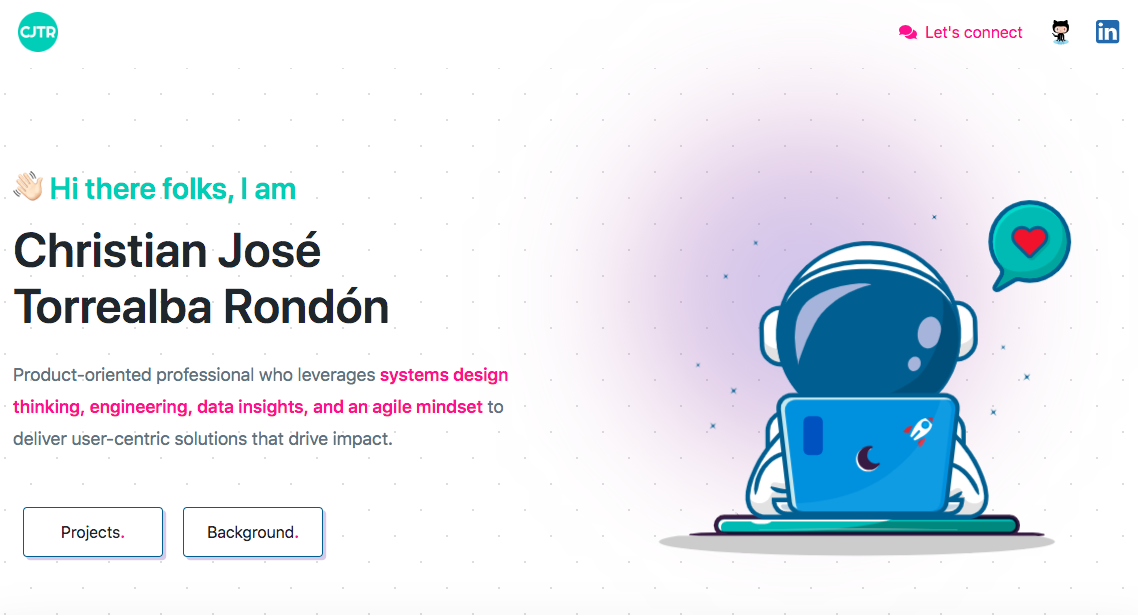 CJTR
Let's connect
in
Hi there folks, I am
Christian José
Torrealba Rondón
Product-oriented professional who leverages systems design
thinking, engineering, data insights, and an agile mindset to
deliver user-centric solutions that drive impact.
Projects.
Background.